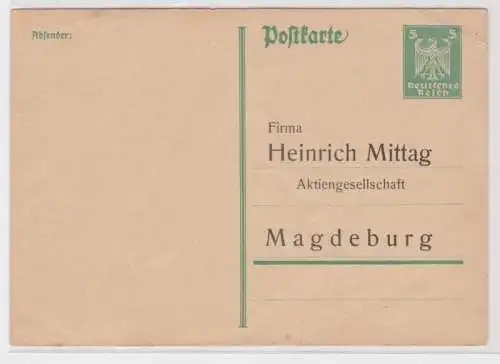 Absender:
Postkarte
5 5
Deutsches
Reich
Firma
Heinrich Mittag
Aktiengesellschaft
Magdeburg